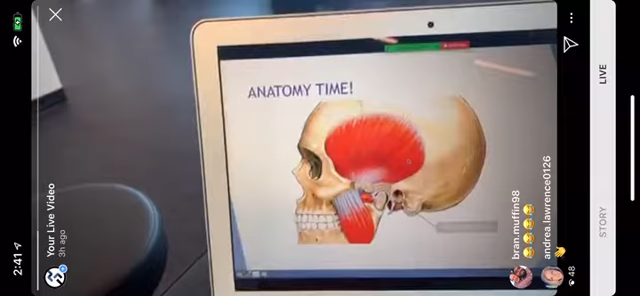 ANATOMY TIME!
2:41
Your Live Video
3h ago
bran.muffin98
andrea.lawrence0126
48
LIVE
STORY